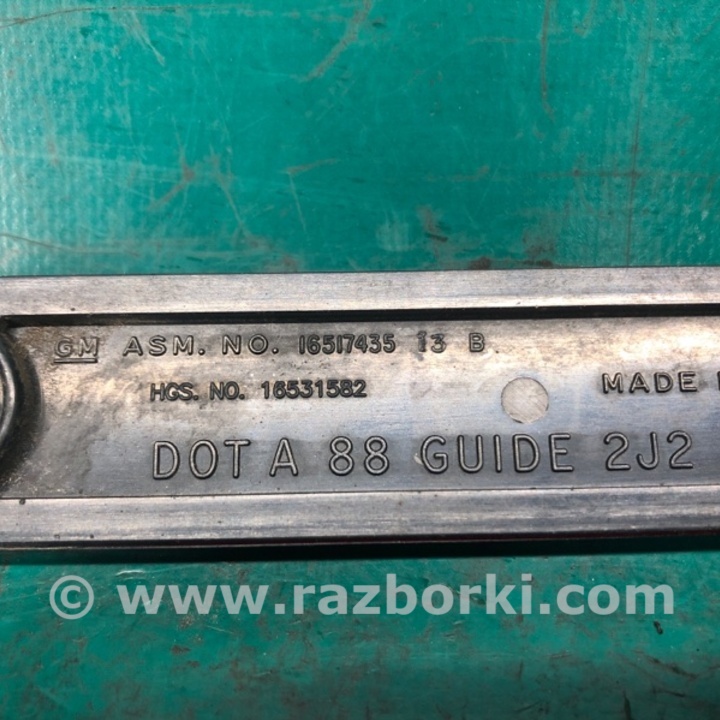 GM ASM. NO. 16517435 13 B
HGS. NO. 16531582
MADE
DOT A 88 GUIDE 2J2
© www.razborki.com